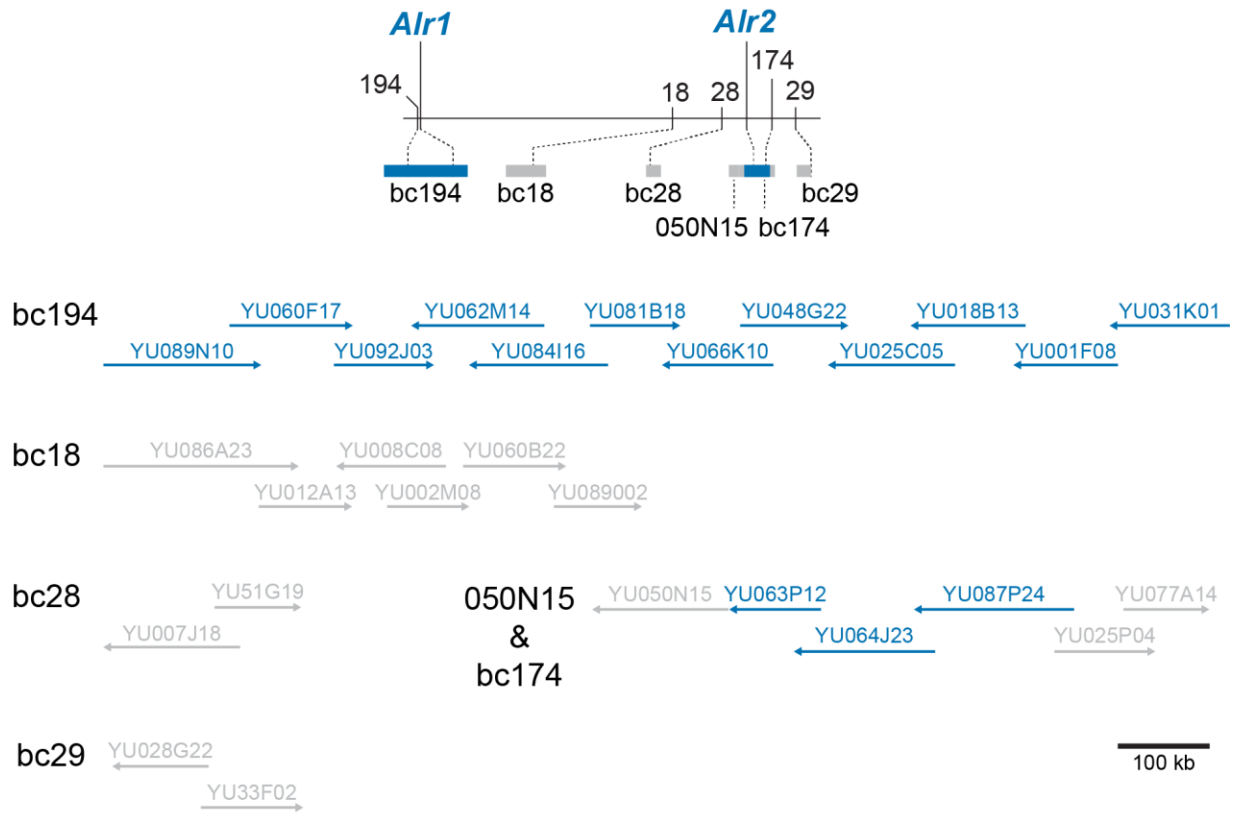 Alr1 Alr2
194 18 28 174 29
bc194 bc18 bc28 bc29
050N15 bc174
bc194
YU060F17 YU062M14 YU081B18 YU048G22 YU018B13 YU031K01
YU089N10 YU092J03 YU084I16 YU066K10 YU025C05 YU001F08
bc18
YU086A23 YU008C08 YU060B22
YU012A13 YU002M08 YU089002
bc28
YU51G19
YU007J18
050N15
&
bc174
YU050N15 YU063P12 YU087P24 YU077A14
YU064J23 YU025P04
bc29
YU028G22
YU33F02
100 kb